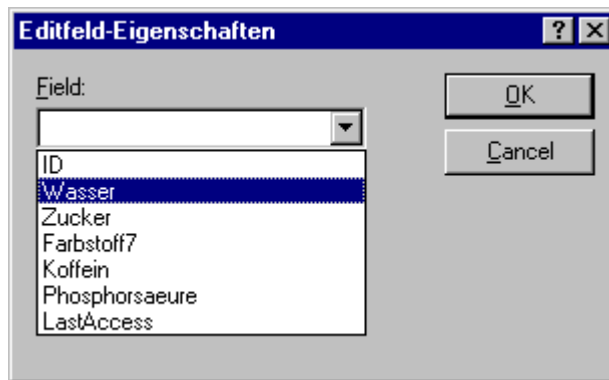 Editfeld-Eigenschaften
Field:
OK
Cancel
ID
Wasser
Zucker
Farbstoff7
Koffein
Phosphorsaeure
LastAccess